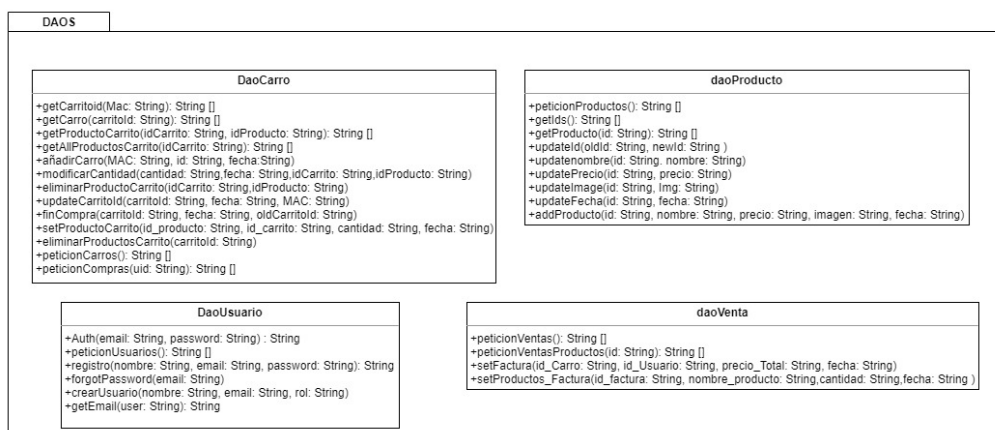 DAOS
DaoCarro
+getCarritoid(Mac: String): String []
+getCarro(carritoId: String): String []
+getProductoCarrito(idCarrito: String, idProducto: String): String []
+getAllProductosCarrito(idCarrito: String): String []
+añadirCarro(MAC: String, id: String, fecha:String)
+modificarCantidad(cantidad: String,fecha: String,idCarrito: String,idProducto: String)
+eliminarProductoCarrito(idCarrito: String,idProducto: String)
+updateCarritoId(carritoId: String, fecha: String, MAC: String)
+finCompra(carritoId: String, fecha: String, oldCarritoId: String)
+setProductoCarrito(id_producto: String, id_carrito: String, cantidad: String, fecha: String)
+eliminarProductosCarrito(carritoId: String)
+peticionCarros(): String []
+peticionCompras(uid: String): String []
daoProducto
+peticionProductos(): String []
+getIds(): String []
+getProducto(id: String): String []
+updateId(oldId: String, newId: String )
+updatenombre(id: String. nombre: String)
+updatePrecio(id: String, precio: String)
+updateImage(id: String, Img: String)
+updateFecha(id: String, fecha: String)
+addProducto(id: String, nombre: String, precio: String, imagen: String, fecha: String)
DaoUsuario
+Auth(email: String, password: String) : String
+peticionUsuarios(): String []
+registro(nombre: String, email: String, password: String): String
+forgotPassword(email: String)
+crearUsuario(nombre: String, email: String, rol: String)
+getEmail(user: String): String
daoVenta
+peticionVentas(): String []
+peticionVentasProductos(id: String): String []
+setFactura(id_Carro: String, id_Usuario: String, precio_Total: String, fecha: String)
+setProductos_Factura(id_factura: String, nombre_producto: String,cantidad: String,fecha: String )